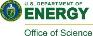 U.S. DEPARTMENT OF
ENERGY
Office of Science